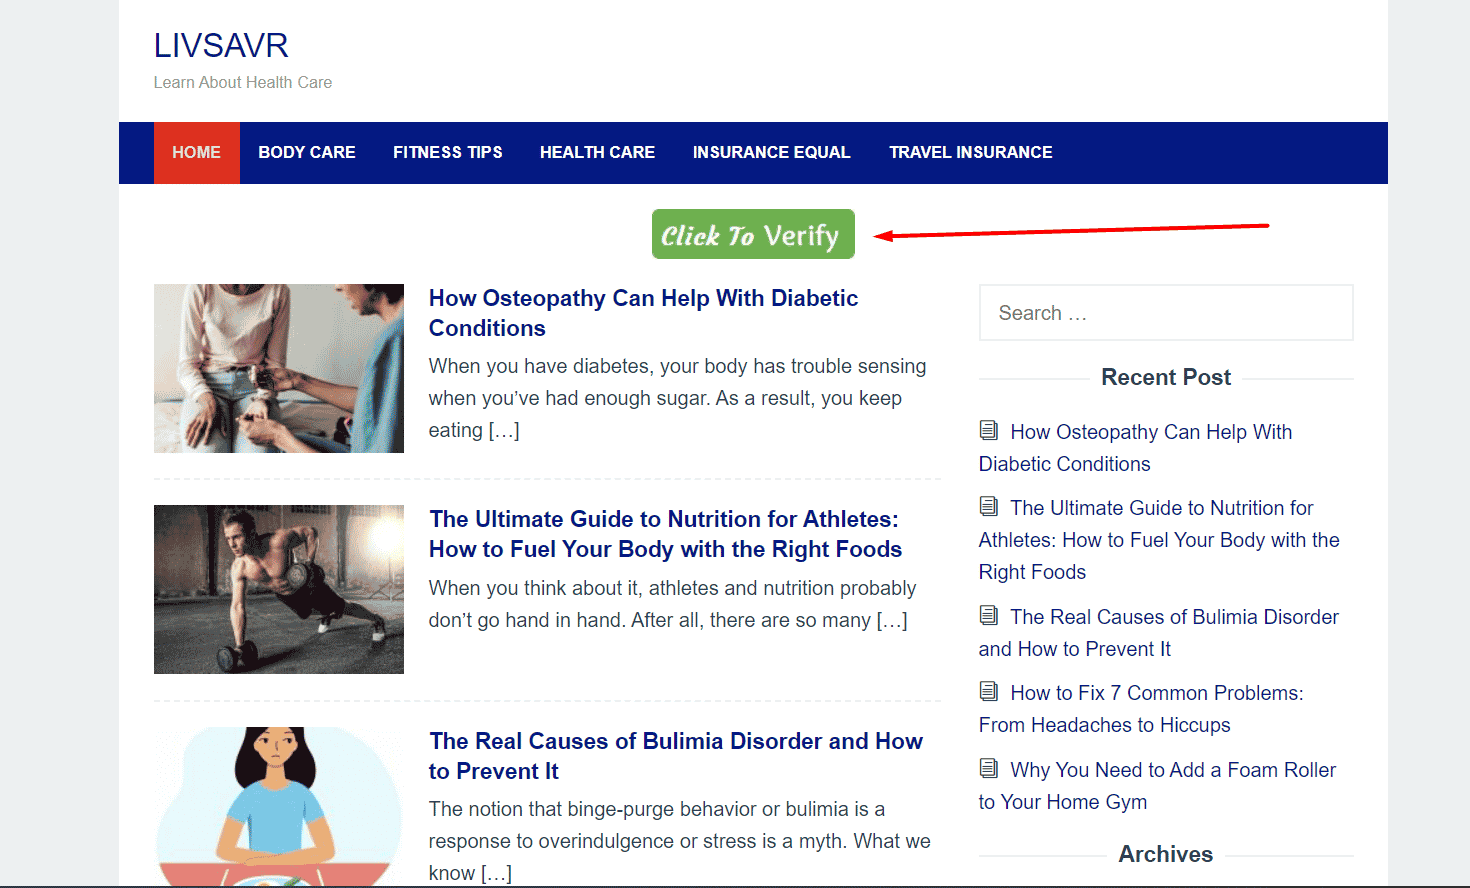 LIVSAVR
Learn About Health Care
HOME BODY CARE FITNESS TIPS HEALTH CARE INSURANCE EQUAL TRAVEL INSURANCE
Click To Verify
How Osteopathy Can Help With Diabetic
Conditions
When you have diabetes, your body has trouble sensing
when you’ve had enough sugar. As a result, you keep
eating […]
The Ultimate Guide to Nutrition for Athletes:
How to Fuel Your Body with the Right Foods
When you think about it, athletes and nutrition probably
don’t go hand in hand. After all, there are so many […]
The Real Causes of Bulimia Disorder and How
to Prevent It
The notion that binge-purge behavior or bulimia is a
response to overindulgence or stress is a myth. What we
know […]
Search …
Recent Post
How Osteopathy Can Help With
Diabetic Conditions
The Ultimate Guide to Nutrition for
Athletes: How to Fuel Your Body with the
Right Foods
The Real Causes of Bulimia Disorder
and How to Prevent It
How to Fix 7 Common Problems:
From Headaches to Hiccups
Why You Need to Add a Foam Roller
to Your Home Gym
Archives